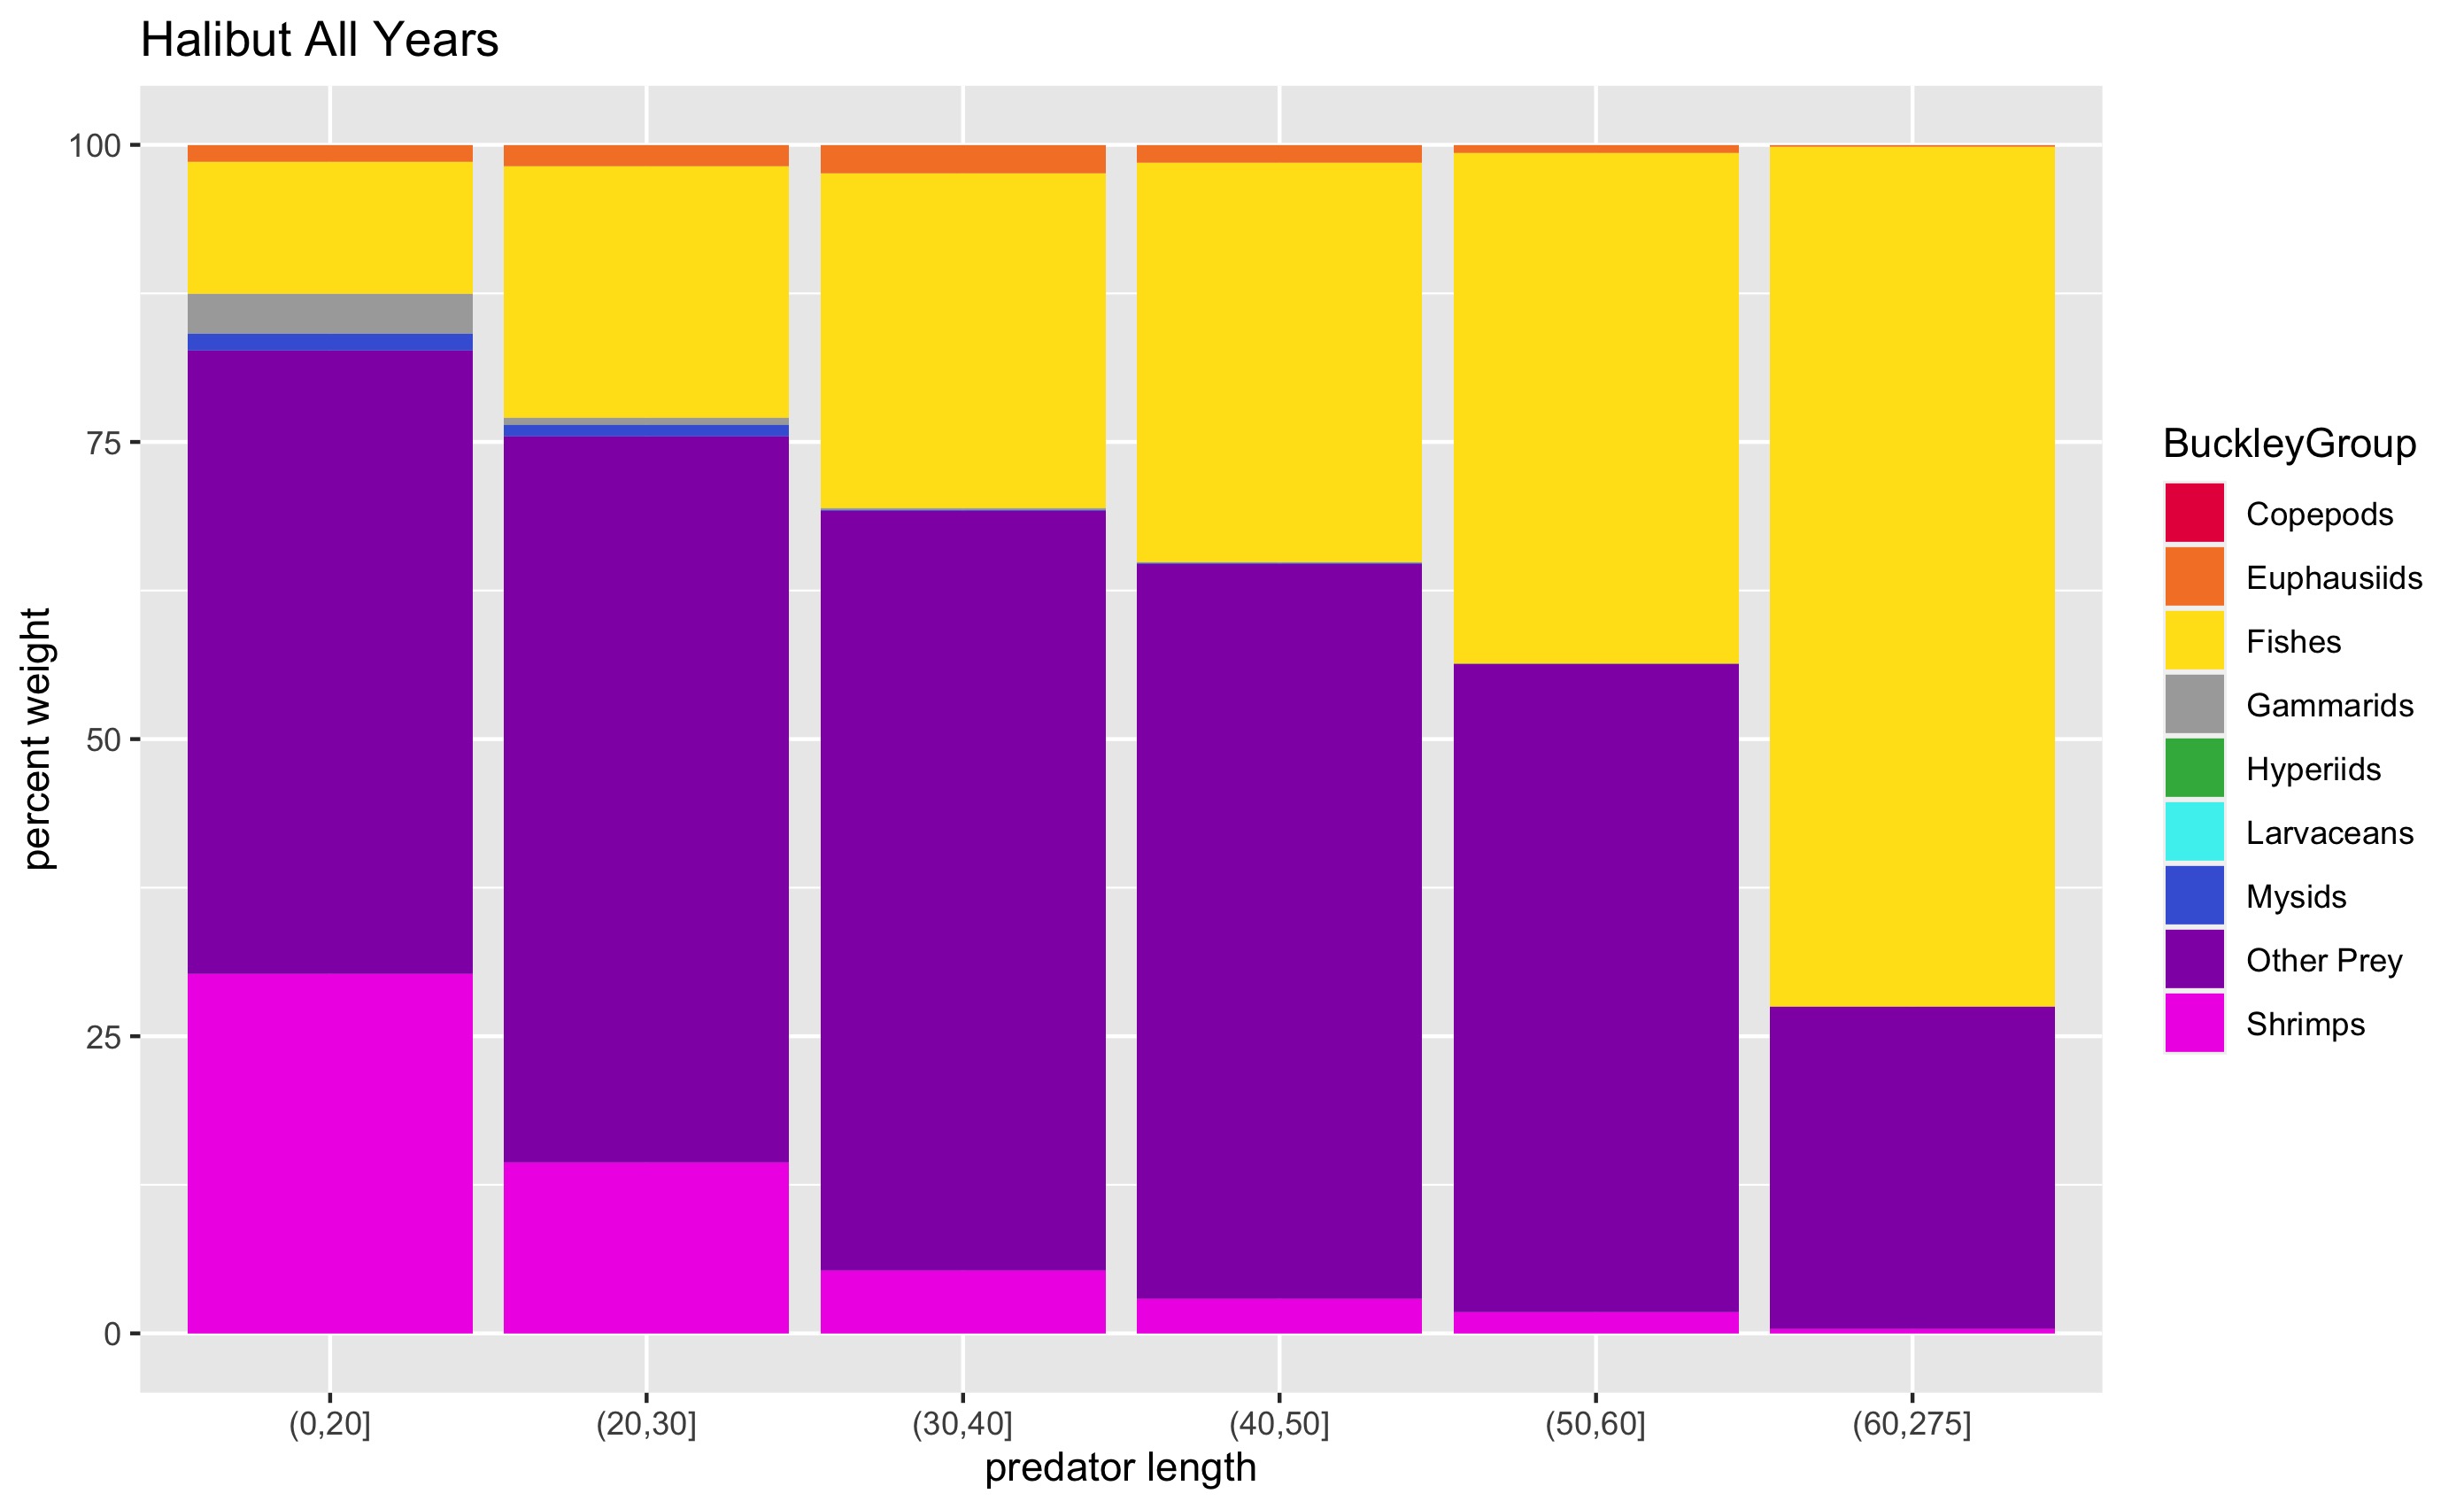 Halibut All Years
100
75
50
25
0
percent weight
(0,20]
(20,30]
(30,40]
(40,50]
(50,60]
(60,275]
predator length
BuckleyGroup
Copepods
Euphausiids
Fishes
Gammarids
Hyperiids
Larvaceans
Mysids
Other Prey
Shrimps